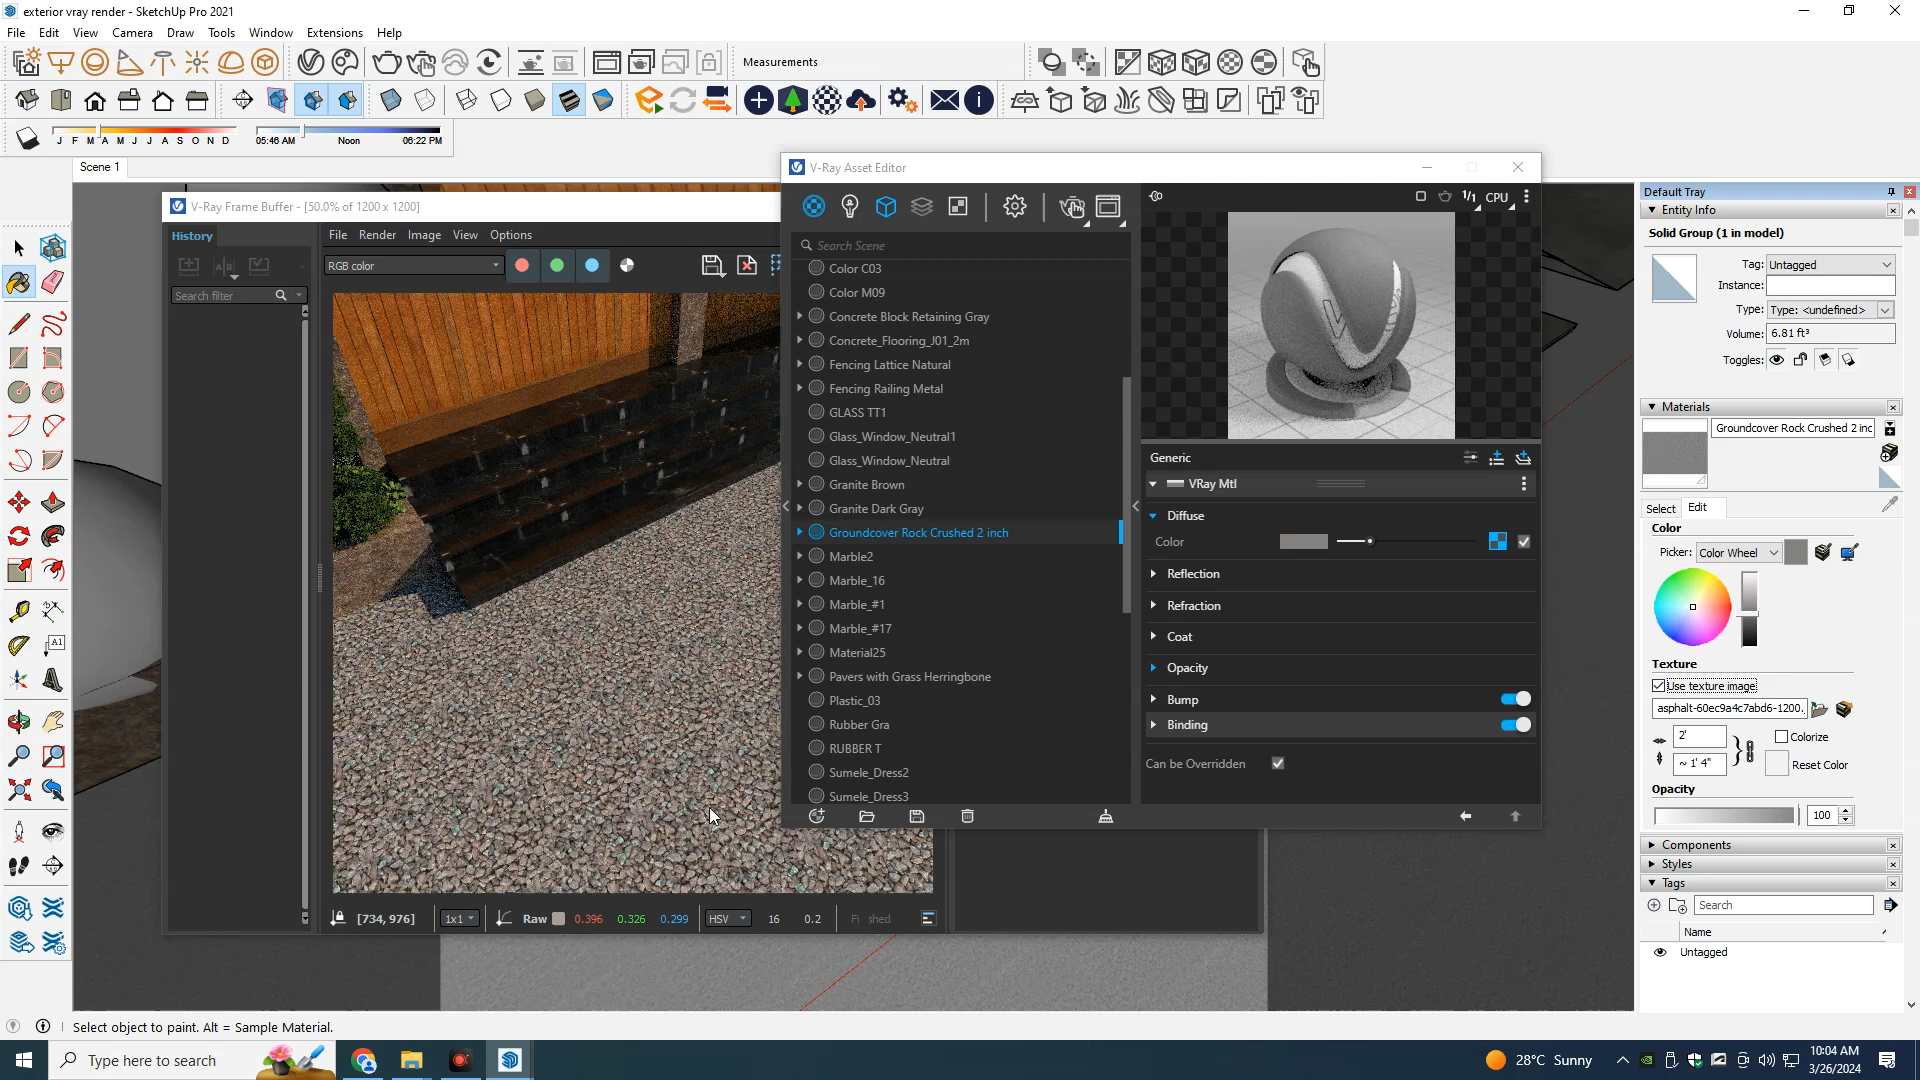 exterior vray render - SketchUp Pro 2021
File Edit View Camera Draw Tools Window Extensions Help
Measurements
J F M A M J J A S O N D
05:46 AM Noon 06:22 PM
Scene 1
V-Ray Frame Buffer - [50.0% of 1200 x 1200]
History
File Render Image View Options
RGB color
Search filter
[734, 976]
1x1
Raw 0.396 0.326 0.299
HSV 16 0.2
V-Ray Asset Editor
Search Scene
Color C03
Color M09
Concrete Block Retaining Gray
Concrete_Flooring_J01_2m
Fencing Lattice Natural
Fencing Railing Metal
GLASS TT1
Glass_Window_Neutral1
Glass_Window_Neutral
Granite Brown
Granite Dark Gray
Groundcover Rock Crushed 2 inch
Marble2
Marble_16
Marble_#1
Marble_#17
Material25
Pavers with Grass Herringbone
Plastic_03
Rubber Gra
RUBBER T
Sumele_Dress2
Sumele_Dress3
1/1 CPU
Generic
VRay Mtl
Diffuse
Color
Reflection
Refraction
Coat
Opacity
Bump
Binding
Can be Overridden
Default Tray
Entity Info
Solid Group (1 in model)
Tag: Untagged
Instance:
Type: Type: <undefined>
Volume: 6.81 ft³
Toggles:
Materials
Groundcover Rock Crushed 2 inc
Select Edit
Color
Picker: Color Wheel
Texture
Use texture image
asphalt-60ec9a4c7abd6-1200.
2'
~ 1' 4"
Colorize
Reset Color
Opacity
100
Components
Styles
Tags
Search
Name
Untagged
A1
Select object to paint. Alt = Sample Material.
Type here to search
28°C Sunny
10:04 AM
3/26/2024